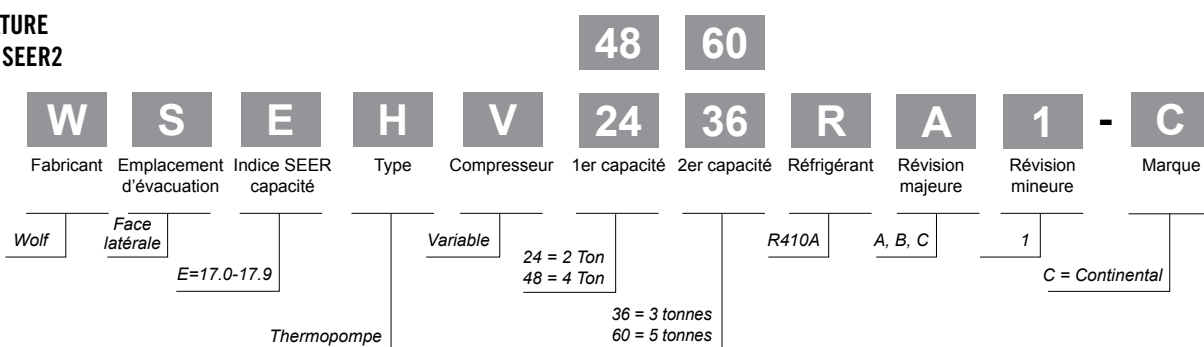 SEER2
48 60
W S E H V 24 36 R A 1 - C
Fabricant Emplacement d'évacuation Indice SEER capacité Type Compresseur 1er capacité 2er capacité Réfrigérant Révision majeure Révision mineure Marque
Wolf
Face latérale
E=17.0-17.9
Thermopompe
Variable
24 = 2 Ton
48 = 4 Ton
36 = 3 tonnes
60 = 5 tonnes
R410A
A, B, C
1
C = Continental